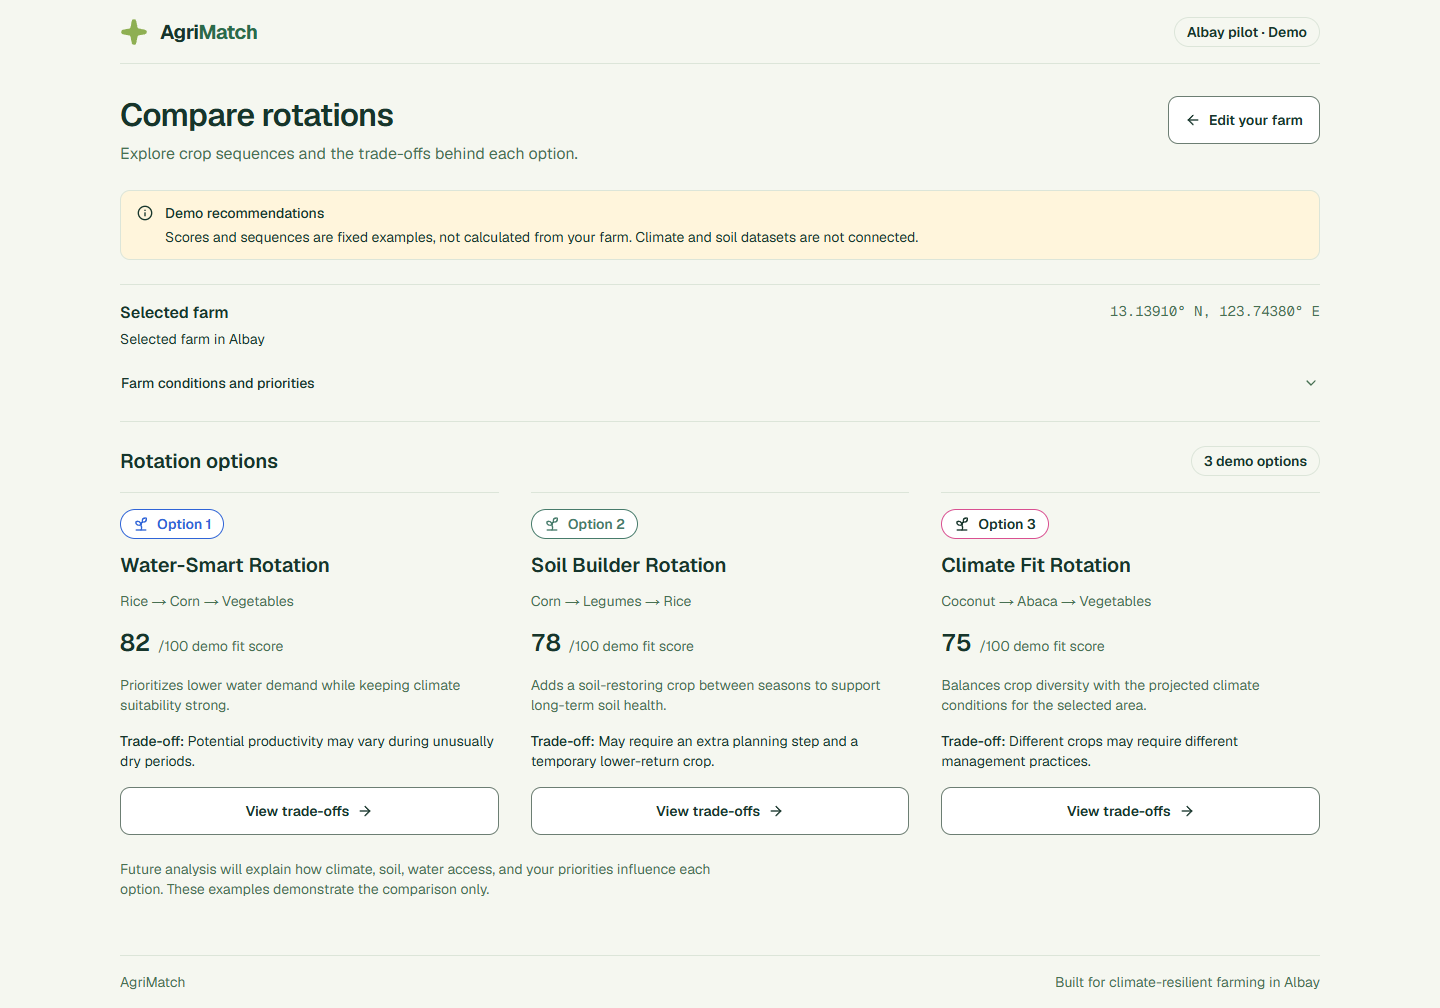 AgriMatch
Albay pilot · Demo
Compare rotations
← Edit your farm
Explore crop sequences and the trade-offs behind each option.
Demo recommendations
Scores and sequences are fixed examples, not calculated from your farm. Climate and soil datasets are not connected.
Selected farm
13.13910° N, 123.74380° E
Selected farm in Albay
Farm conditions and priorities
Rotation options
3 demo options
Option 1
Water-Smart Rotation
Rice → Corn → Vegetables
82 /100 demo fit score
Prioritizes lower water demand while keeping climate
suitability strong.
Trade-off: Potential productivity may vary during unusually
dry periods.
View trade-offs →
Option 2
Soil Builder Rotation
Corn → Legumes → Rice
78 /100 demo fit score
Adds a soil-restoring crop between seasons to support
long-term soil health.
Trade-off: May require an extra planning step and a
temporary lower-return crop.
View trade-offs →
Option 3
Climate Fit Rotation
Coconut → Abaca → Vegetables
75 /100 demo fit score
Balances crop diversity with the projected climate
conditions for the selected area.
Trade-off: Different crops may require different
management practices.
View trade-offs →
Future analysis will explain how climate, soil, water access, and your priorities influence each
option. These examples demonstrate the comparison only.
AgriMatch
Built for climate-resilient farming in Albay